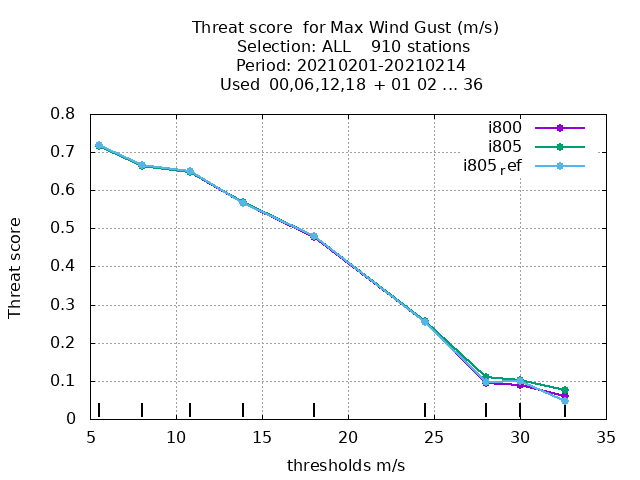 Threat score  for Max Wind Gust (m/s)
Selection: ALL    910 stations
Period: 20210201-20210214
Used  00,06,12,18  + 01 02 ... 36
i800
i805
i805ref
0.8
0.7
0.6
0.5
0.4
0.3
0.2
0.1
0
Threat score
5 10 15 20 25 30 35
thresholds m/s